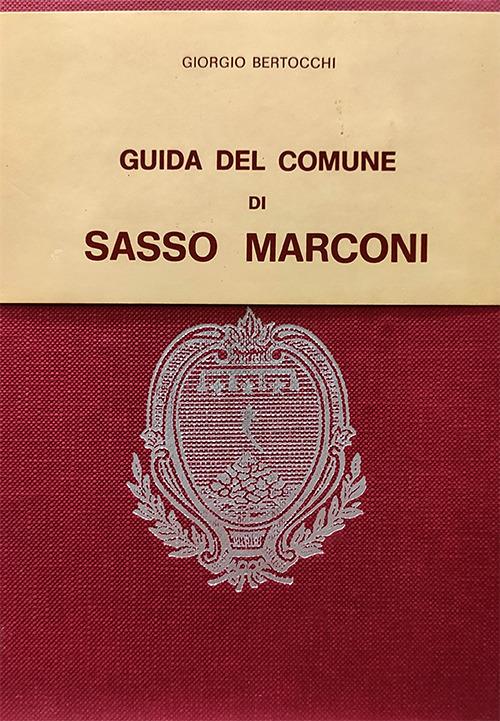 GIORGIO BERTOCCHI
GUIDA DEL COMUNE
DI
SASSO MARCONI